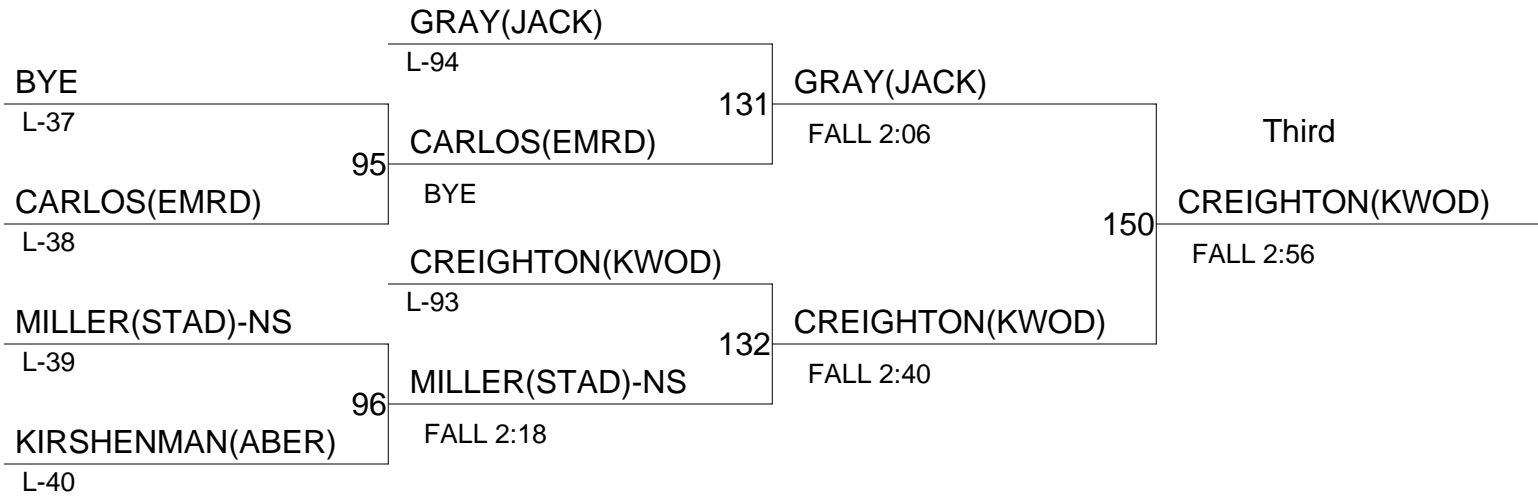 GRAY(JACK)
L-94
BYE
L-37
131
GRAY(JACK)
FALL 2:06
Third
CARLOS(EMRD)
95
BYE
CARLOS(EMRD)
L-38
150
CREIGHTON(KWOD)
FALL 2:56
CREIGHTON(KWOD)
L-93
MILLER(STAD)-NS
L-39
132
CREIGHTON(KWOD)
FALL 2:40
MILLER(STAD)-NS
96
FALL 2:18
KIRSHENMAN(ABER)
L-40